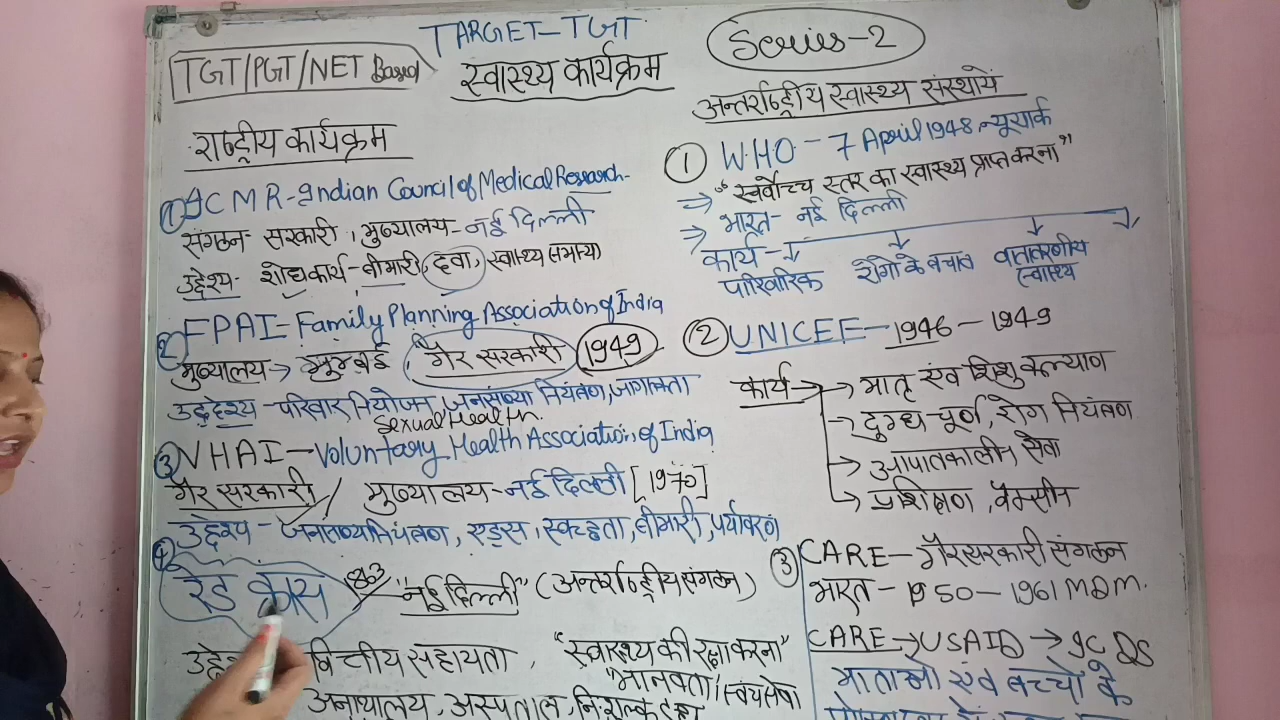 TARGET-TGT
Series-2
TGT/PGT/NET Based
स्वास्थ्य कार्यक्रम
राष्ट्रीय कार्यक्रम
① ICMR-Indian Council of Medical Research-
संगठन- सरकारी, मुख्यालय-नई दिल्ली
उद्देश्य- शोधकार्य-बीमारी, दवा, स्वास्थ्य
② FPAI-Family Planning Association of India
मुख्यालय→ मुम्बई, गैर सरकारी 1949
उद्देश्य-परिवार नियोजन, जनसंख्या नियंत्रण, जागरूकता
Sexual Health.
③ VHAI-Voluntary Health Association of India
गैर सरकारी मुख्यालय-नई दिल्ली [1970]
उद्देश्य- जनसंख्या नियंत्रण, एड्स, स्वच्छता, बीमारी, पर्यावरण
④ रेड क्रास 1863 "नई दिल्ली" (अन्तर्राष्ट्रीय संगठन)
वित्तीय सहायता, "स्वास्थ्य की रक्षा करना"
"मानवता/स्वयंसेवा
अनाथालय, अस्पताल, निःशुल्क
अन्तर्राष्ट्रीय स्वास्थ्य संस्थायें
① W.H.O-7 April 1948 न्यूयार्क
⇒ "सर्वोच्च स्तर का स्वास्थ्य प्राप्त करना"
⇒ भारत- नई दिल्ली
कार्य-
पारिवारिक रोगों के बचाव वातावरणीय
स्वास्थ्य
② UNICEF-1946-1949
कार्य → मातृ एंव शिशु कल्याण
→ दुग्ध-चूर्ण, रोग नियंत्रण
→ आपातकालीन सेवा
→ प्रशिक्षण, वैक्सीन
③ CARE-गैरसरकारी संगठन
भारत-1950-1961 MDM.
CARE→USAID→ICDS
माताओ एंव बच्चों के